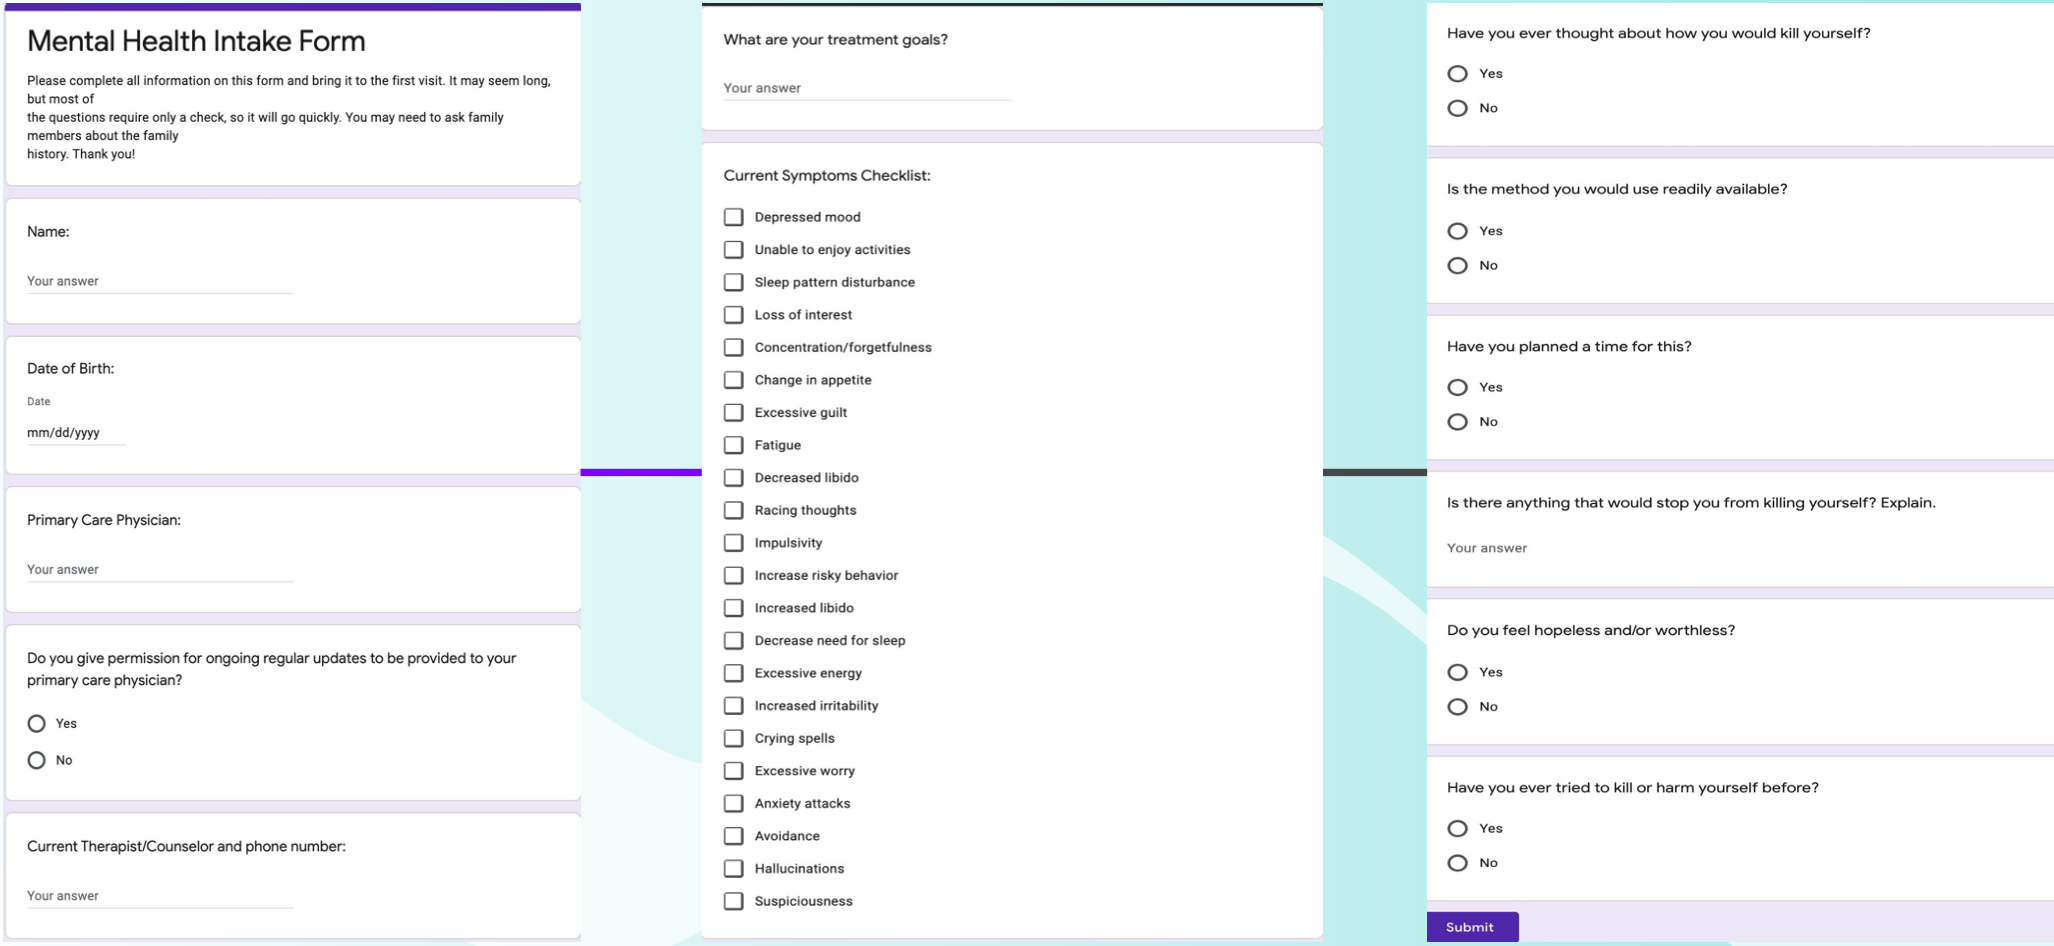 Mental Health Intake Form
Please complete all information on this form and bring it to the first visit. It may seem long,
but most of
the questions require only a check, so it will go quickly. You may need to ask family
members about the family
history. Thank you!
Name:
Your answer
Date of Birth:
Date
mm/dd/yyyy
Primary Care Physician:
Your answer
Do you give permission for ongoing regular updates to be provided to your
primary care physician?
Yes
No
Current Therapist/Counselor and phone number:
Your answer
What are your treatment goals?
Your answer
Current Symptoms Checklist:
Depressed mood
Unable to enjoy activities
Sleep pattern disturbance
Loss of interest
Concentration/forgetfulness
Change in appetite
Excessive guilt
Fatigue
Decreased libido
Racing thoughts
Impulsivity
Increase risky behavior
Increased libido
Decrease need for sleep
Excessive energy
Increased irritability
Crying spells
Excessive worry
Anxiety attacks
Avoidance
Hallucinations
Suspiciousness
Have you ever thought about how you would kill yourself?
Yes
No
Is the method you would use readily available?
Yes
No
Have you planned a time for this?
Yes
No
Is there anything that would stop you from killing yourself? Explain.
Your answer
Do you feel hopeless and/or worthless?
Yes
No
Have you ever tried to kill or harm yourself before?
Yes
No
Submit